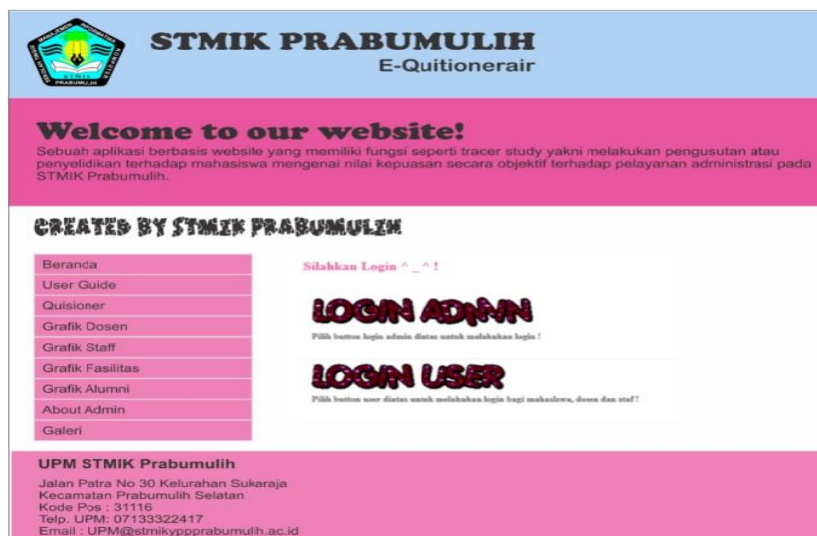 STMIK PRABUMULIH
E-Quitionerair
Welcome to our website!
Sebuah aplikasi berbasis website yang memiliki fungsi seperti tracer study yakni melakukan pengusutan atau
penyelidikan terhadap mahasiswa mengenai nilai kepuasan secara objektif terhadap pelayanan administrasi pada
STMIK Prabumulih.
CREATED BY STMIK PRABUMULIH
Beranda
User Guide
Quisioner
Grafik Dosen
Grafik Staff
Grafik Fasilitas
Grafik Alumni
About Admin
Galeri
Silahkan Login ^ _ ^ !
LOGIN ADMIN
Pilih button login admin diatas untuk melakukan login !
LOGIN USER
Pilih button user diatas untuk melakukan login bagi mahasiswa, dosen dan staf !
UPM STMIK Prabumulih
Jalan Patra No 30 Kelurahan Sukaraja
Kecamatan Prabumulih Selatan
Kode Pos : 31116
Telp. UPM: 07133322417
Email : UPM@stmikyppprabumulih.ac.id